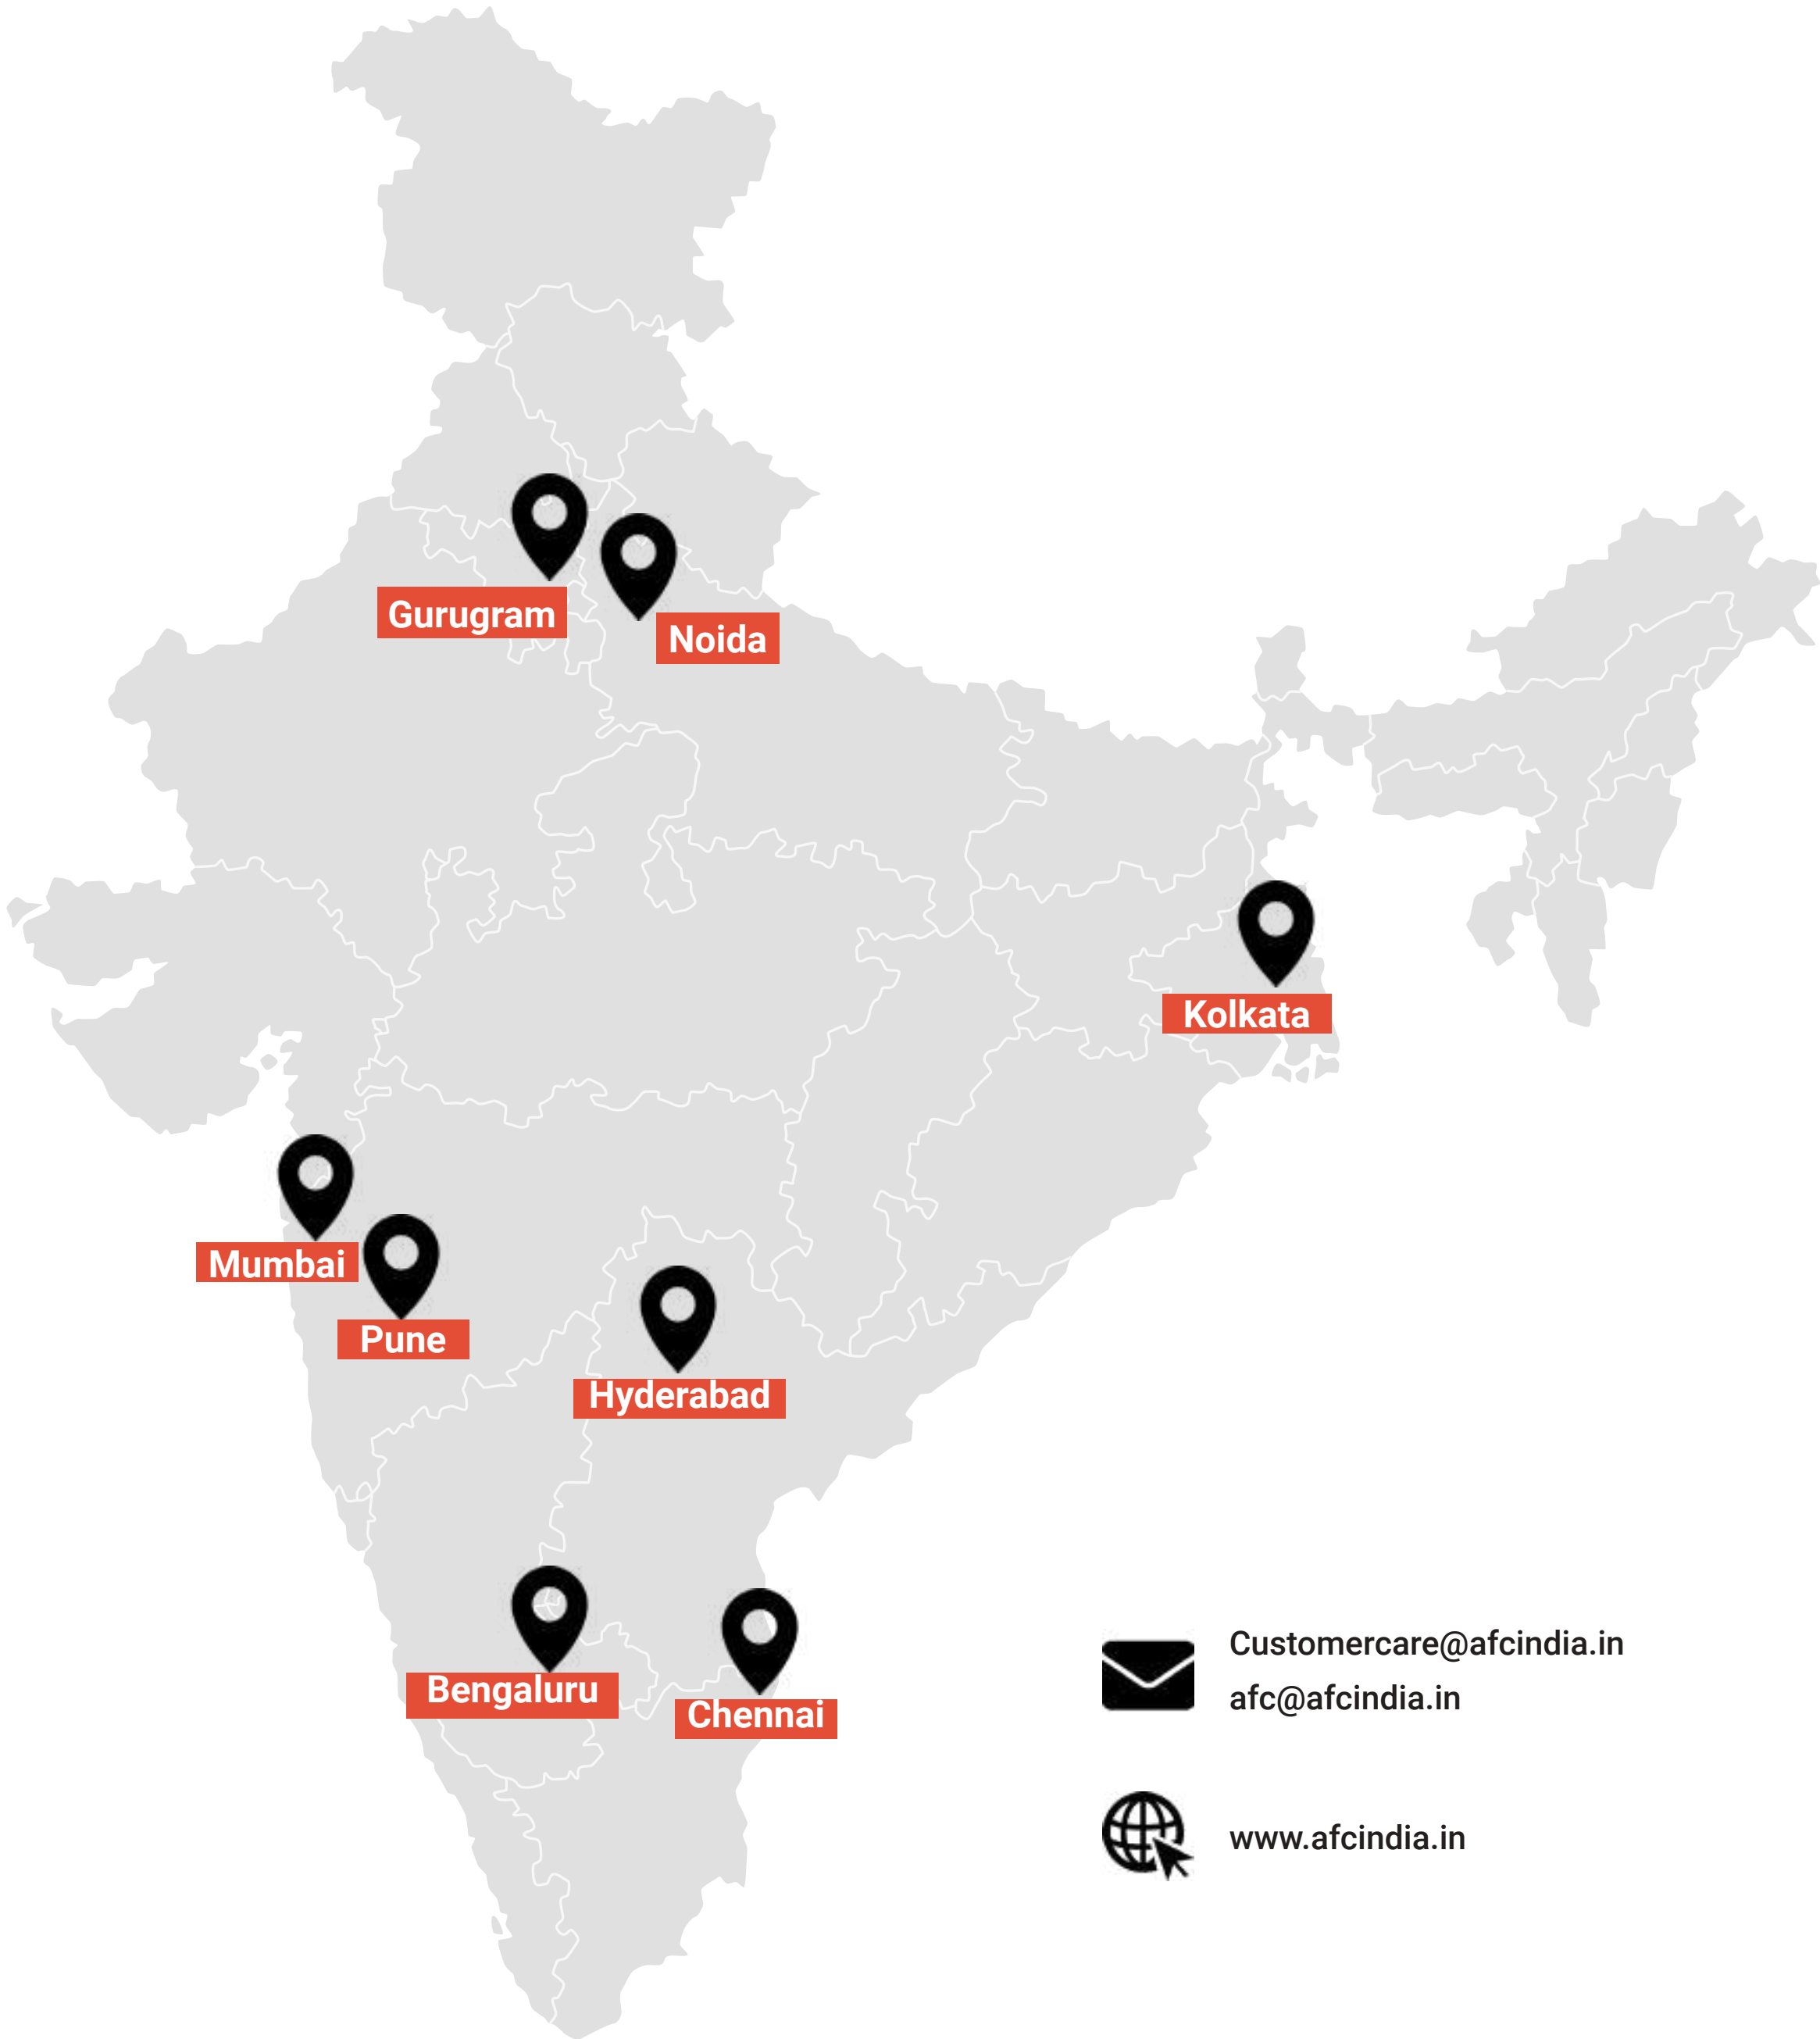 Gurugram
Noida
Kolkata
Mumbai
Pune
Hyderabad
Bengaluru
Chennai
Customercare@afcindia.in
afc@afcindia.in
www.afcindia.in